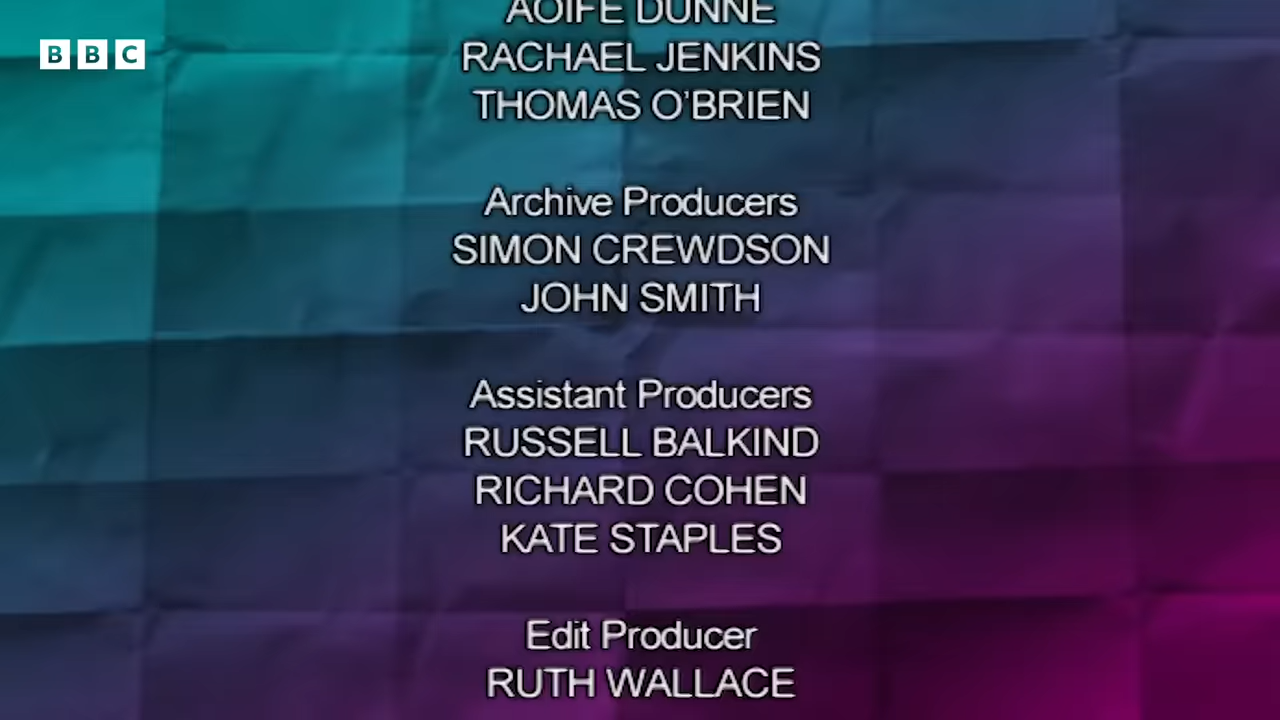 BBC
AOIFE DUNNE
RACHAEL JENKINS
THOMAS O'BRIEN
Archive Producers
SIMON CREWDSON
JOHN SMITH
Assistant Producers
RUSSELL BALKIND
RICHARD COHEN
KATE STAPLES
Edit Producer
RUTH WALLACE